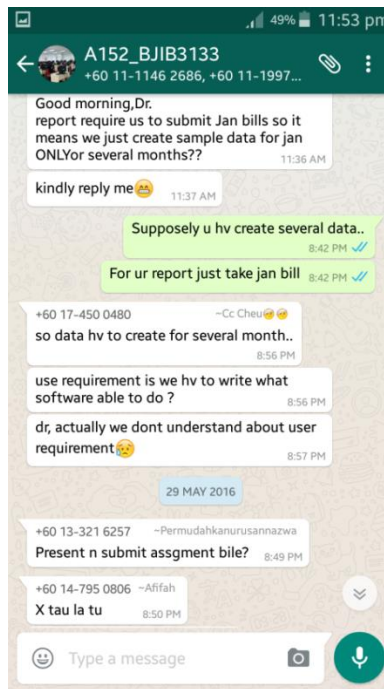 49% 11:53 pm
A152_BJIB3133
+60 11-1146 2686, +60 11-1997...
Good morning,Dr.
report require us to submit Jan bills so it
means we just create sample data for jan
ONLYor several months??
11:36 AM
kindly reply me😁
11:37 AM
Supposely u hv create several data..
8:42 PM
For ur report just take jan bill
8:42 PM
+60 17-450 0480 ~Cc Cheu
so data hv to create for several month..
8:56 PM
use requirement is we hv to write what
software able to do ?
8:56 PM
dr, actually we dont understand about user
requirement😥
8:57 PM
29 MAY 2016
+60 13-321 6257 ~Permudahkanurusannazwa
Present n submit assgment bile?
8:49 PM
+60 14-795 0806 ~Afifah
X tau la tu
8:50 PM
Type a message